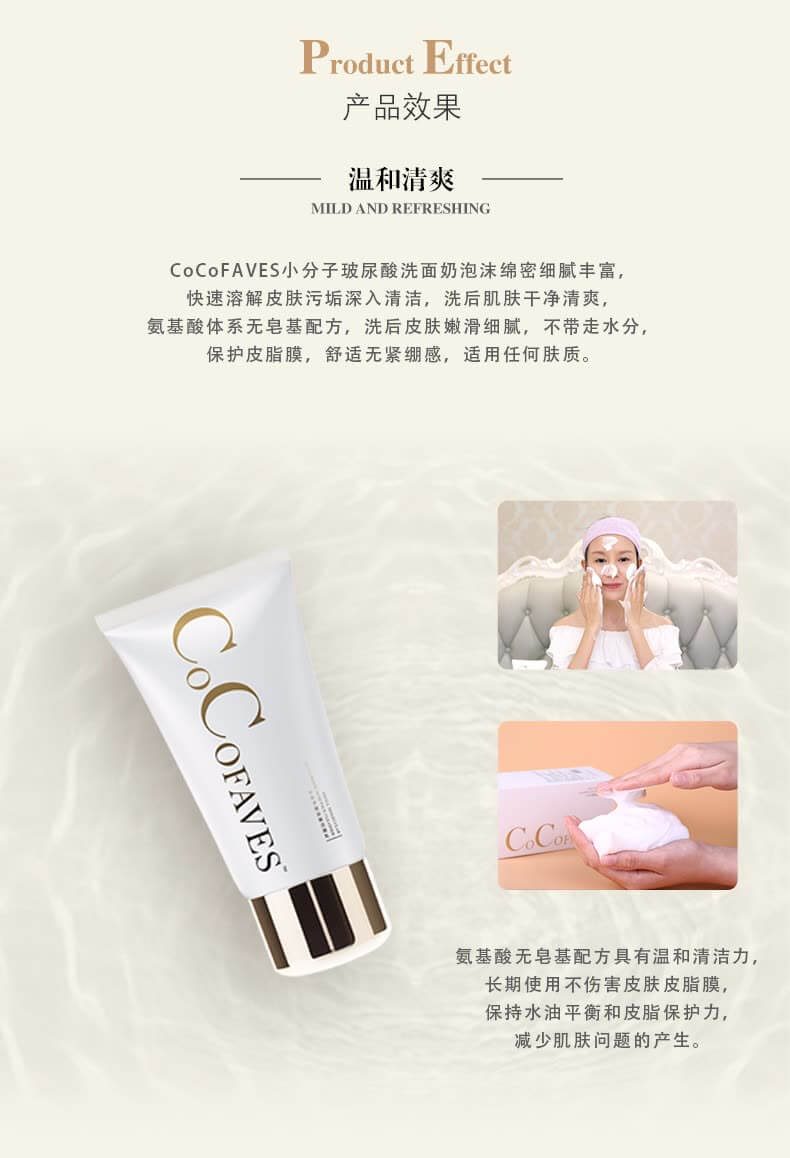 Product Effect
产品效果
温和清爽
MILD AND REFRESHING
CoCoFAVES小分子玻尿酸洗面奶泡沫绵密细腻丰富，
快速溶解皮肤污垢深入清洁，洗后肌肤干净清爽，
氨基酸体系无皂基配方，洗后皮肤嫩滑细腻，不带走水分，
保护皮脂膜，舒适无紧绷感，适用任何肤质。
CoCoFAVES™
CoCoF
氨基酸无皂基配方具有温和清洁力，
长期使用不伤害皮肤皮脂膜，
保持水油平衡和皮脂保护力，
减少肌肤问题的产生。